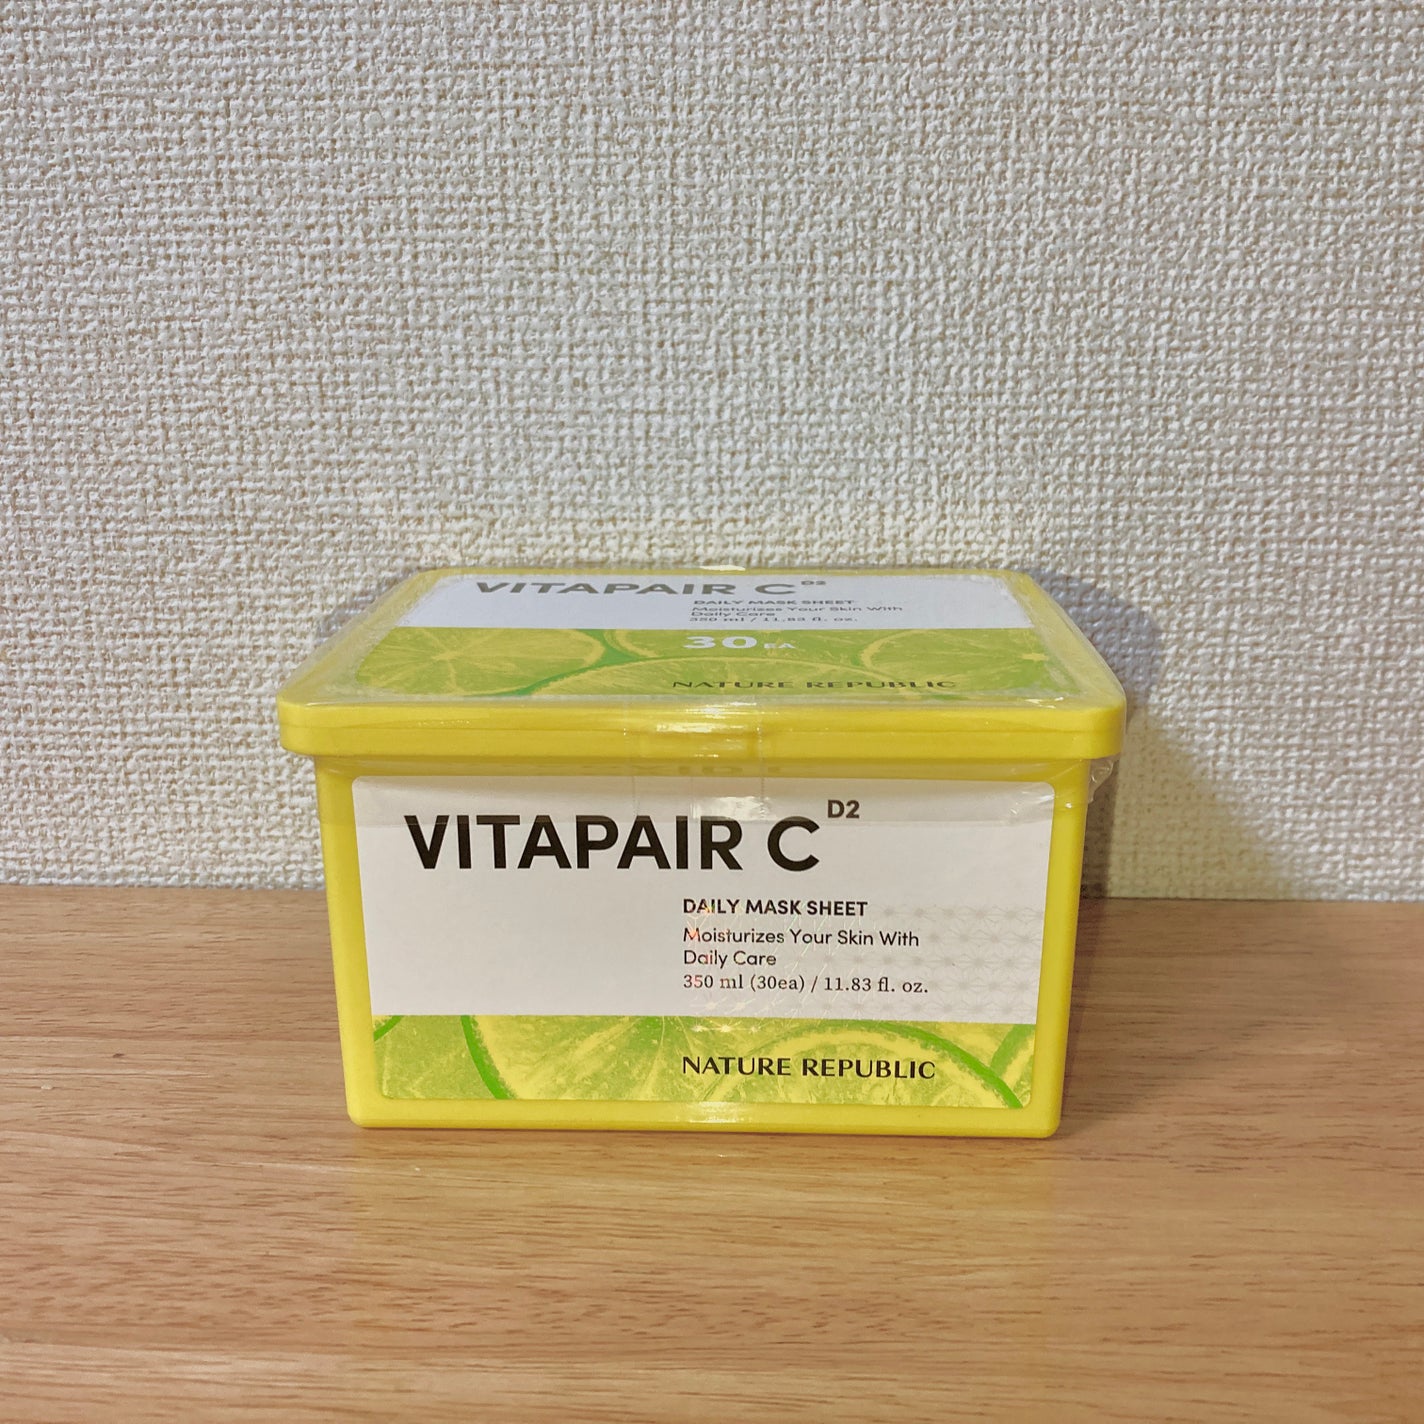 VITAPAIR C D2
DAILY MASK SHEET
Moisturizes Your Skin With
Daily Care
350 ml / 11.83 fl. oz.
30EA
NATURE REPUBLIC
VITAPAIR C D2
DAILY MASK SHEET
Moisturizes Your Skin With
Daily Care
350 ml (30ea) / 11.83 fl. oz.
NATURE REPUBLIC